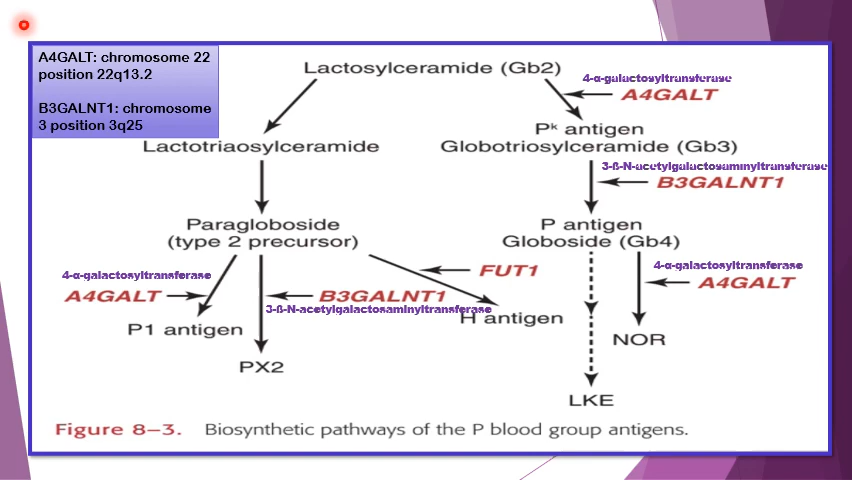 A4GALT: chromosome 22
position 22q13.2
B3GALNT1: chromosome
3 position 3q25
Lactosylceramide (Gb2)
4-α-galactosyltransferase
A4GALT
Pᵏ antigen
Lactotriaosylceramide
Globotriosylceramide (Gb3)
3-ß-N-acetylgalactosaminyltransferase
B3GALNT1
Paragloboside
(type 2 precursor)
P antigen
Globoside (Gb4)
4-α-galactosyltransferase
A4GALT
FUT1
4-α-galactosyltransferase
A4GALT
B3GALNT1
3-ß-N-acetylgalactosaminyltransferase
H antigen
P1 antigen
NOR
PX2
LKE
Figure 8–3. Biosynthetic pathways of the P blood group antigens.